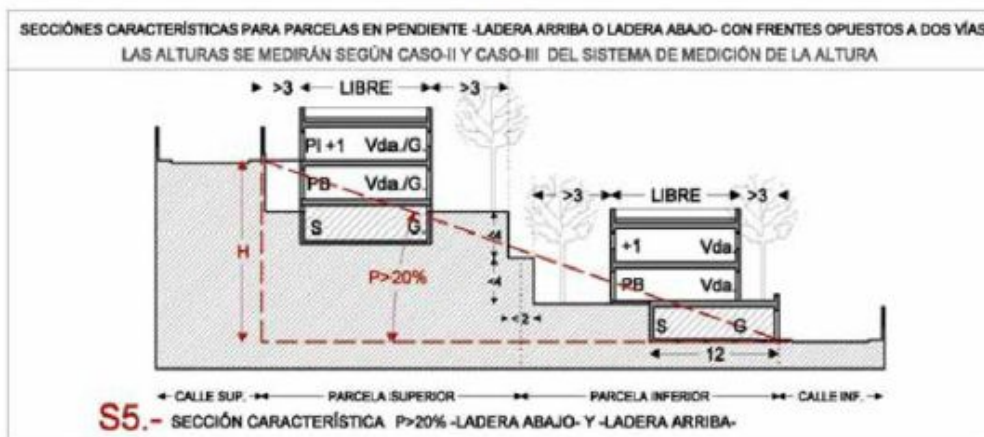 SECCIÓNES CARACTERÍSTICAS PARA PARCELAS EN PENDIENTE -LADERA ARRIBA O LADERA ABAJO- CON FRENTES OPUESTOS A DOS VÍAS
LAS ALTURAS SE MEDIRÁN SEGÚN CASO-II Y CASO-III DEL SISTEMA DE MEDICIÓN DE LA ALTURA
>3 LIBRE >3
PI +1 Vda./G.
PB Vda./G.
S G.
H
P>20%
<4
<4
<2
>3 LIBRE >3
+1 Vda.
PB Vda.
S G
12
CALLE SUP. PARCELA SUPERIOR PARCELA INFERIOR CALLE INF.
S5.- SECCIÓN CARACTERÍSTICA P>20% -LADERA ABAJO- Y -LADERA ARRIBA-